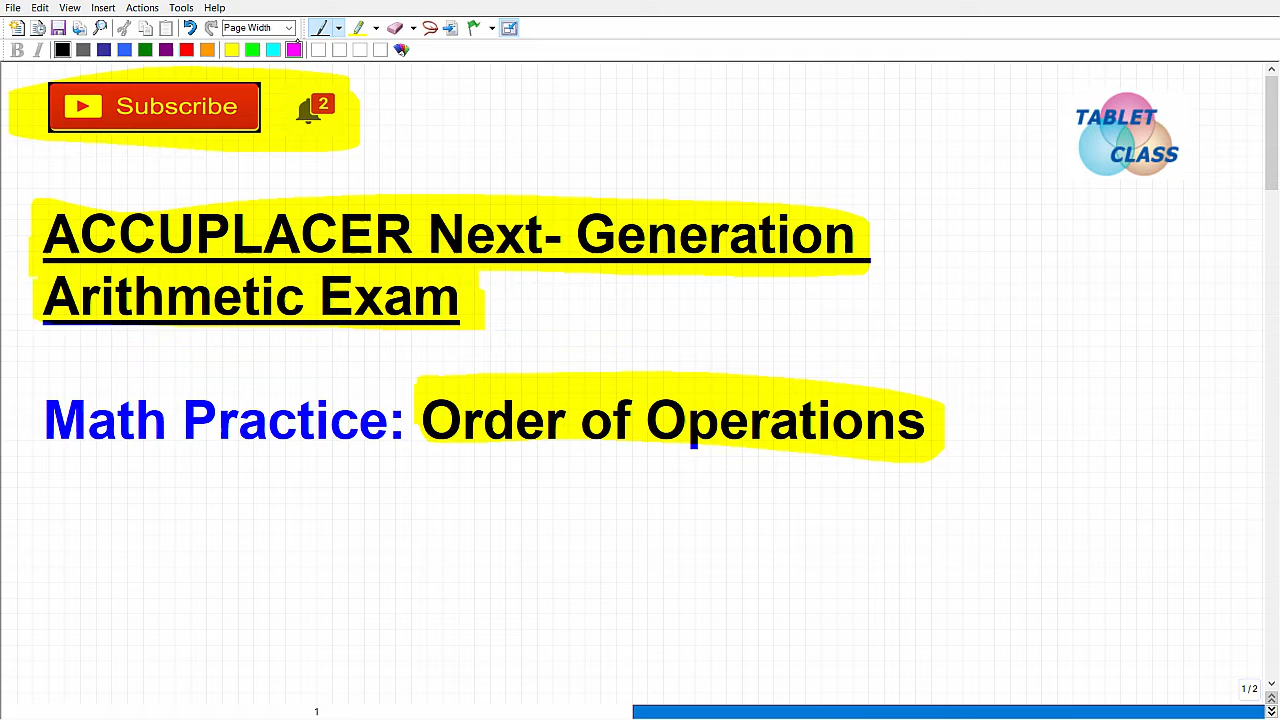 File Edit View Insert Actions Tools Help
Page Width
B I
Subscribe 2
TABLET
CLASS
ACCUPLACER Next- Generation
Arithmetic Exam
Math Practice: Order of Operations
1/2
1